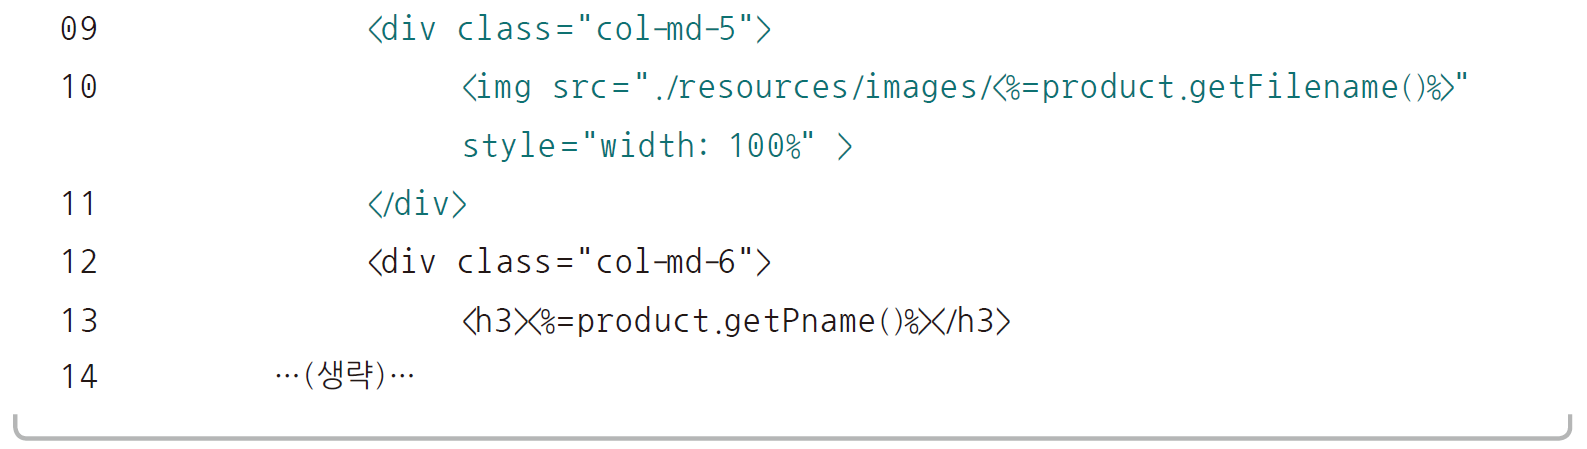 09 <div class="col-md-5">
10 <img src="./resources/images/<%=product.getFilename()%>"
style="width: 100%" >
11 </div>
12 <div class="col-md-6">
13 <h3><%=product.getPname()%></h3>
14 …(생략)…